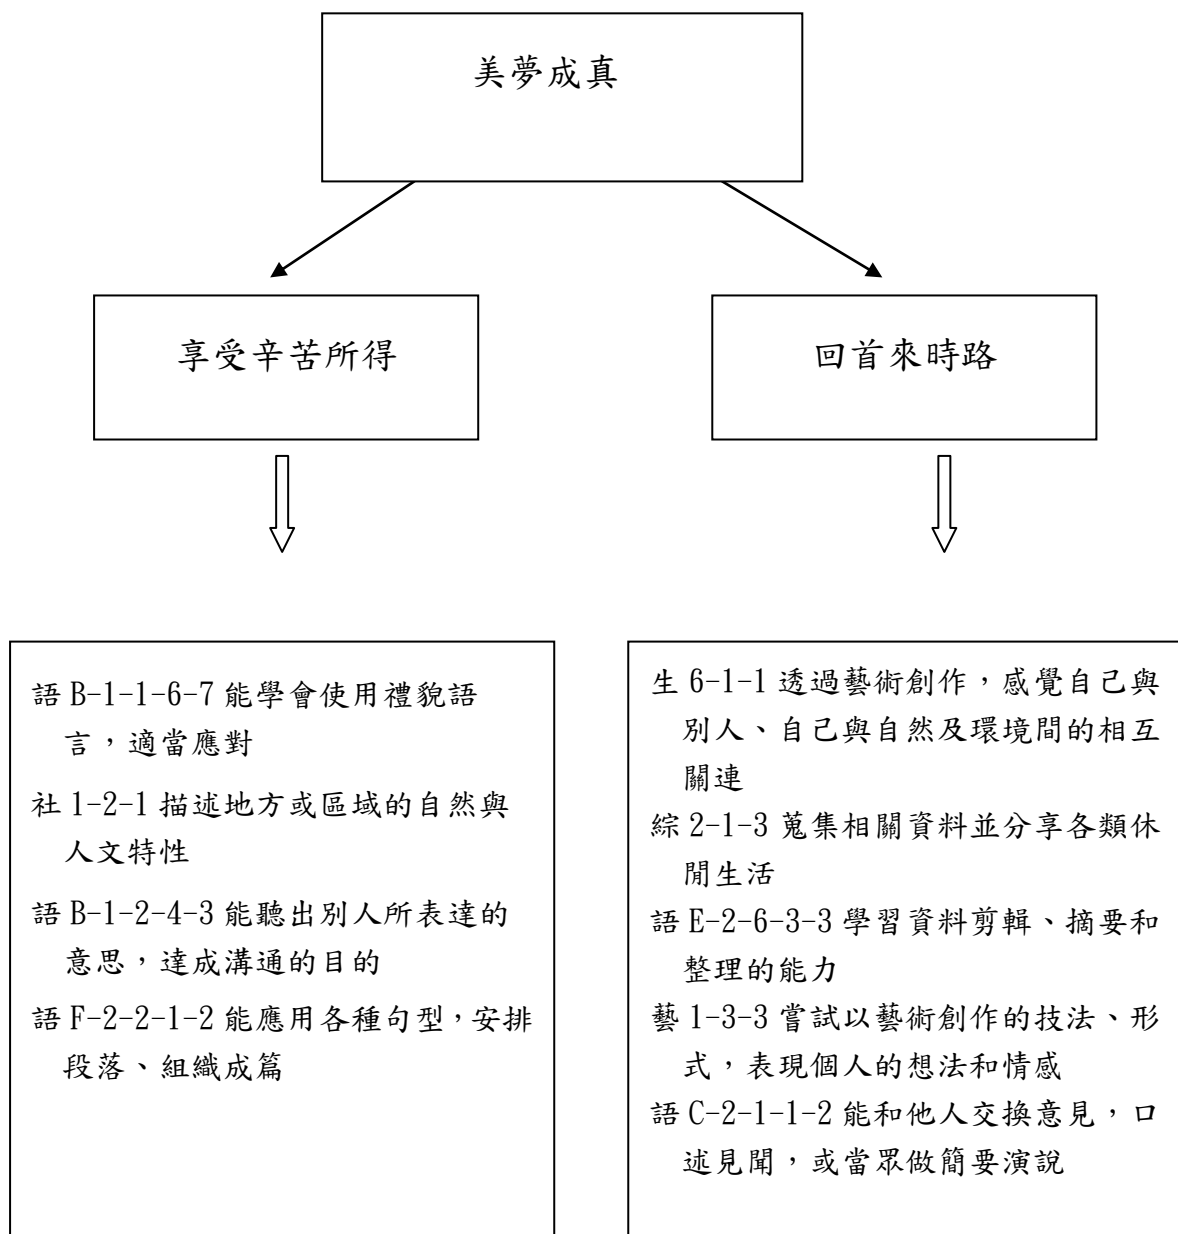 美夢成真
享受辛苦所得
回首來時路
語 B-1-1-6-7 能學會使用禮貌語
言，適當應對
社 1-2-1 描述地方或區域的自然與
人文特性
語 B-1-2-4-3 能聽出別人所表達的
意思，達成溝通的目的
語 F-2-2-1-2 能應用各種句型，安排
段落、組織成篇
生 6-1-1 透過藝術創作，感覺自己與
別人、自己與自然及環境間的相互
關連
綜 2-1-3 蒐集相關資料並分享各類休
閒生活
語 E-2-6-3-3 學習資料剪輯、摘要和
整理的能力
藝 1-3-3 嘗試以藝術創作的技法、形
式，表現個人的想法和情感
語 C-2-1-1-2 能和他人交換意見，口
述見聞，或當眾做簡要演說